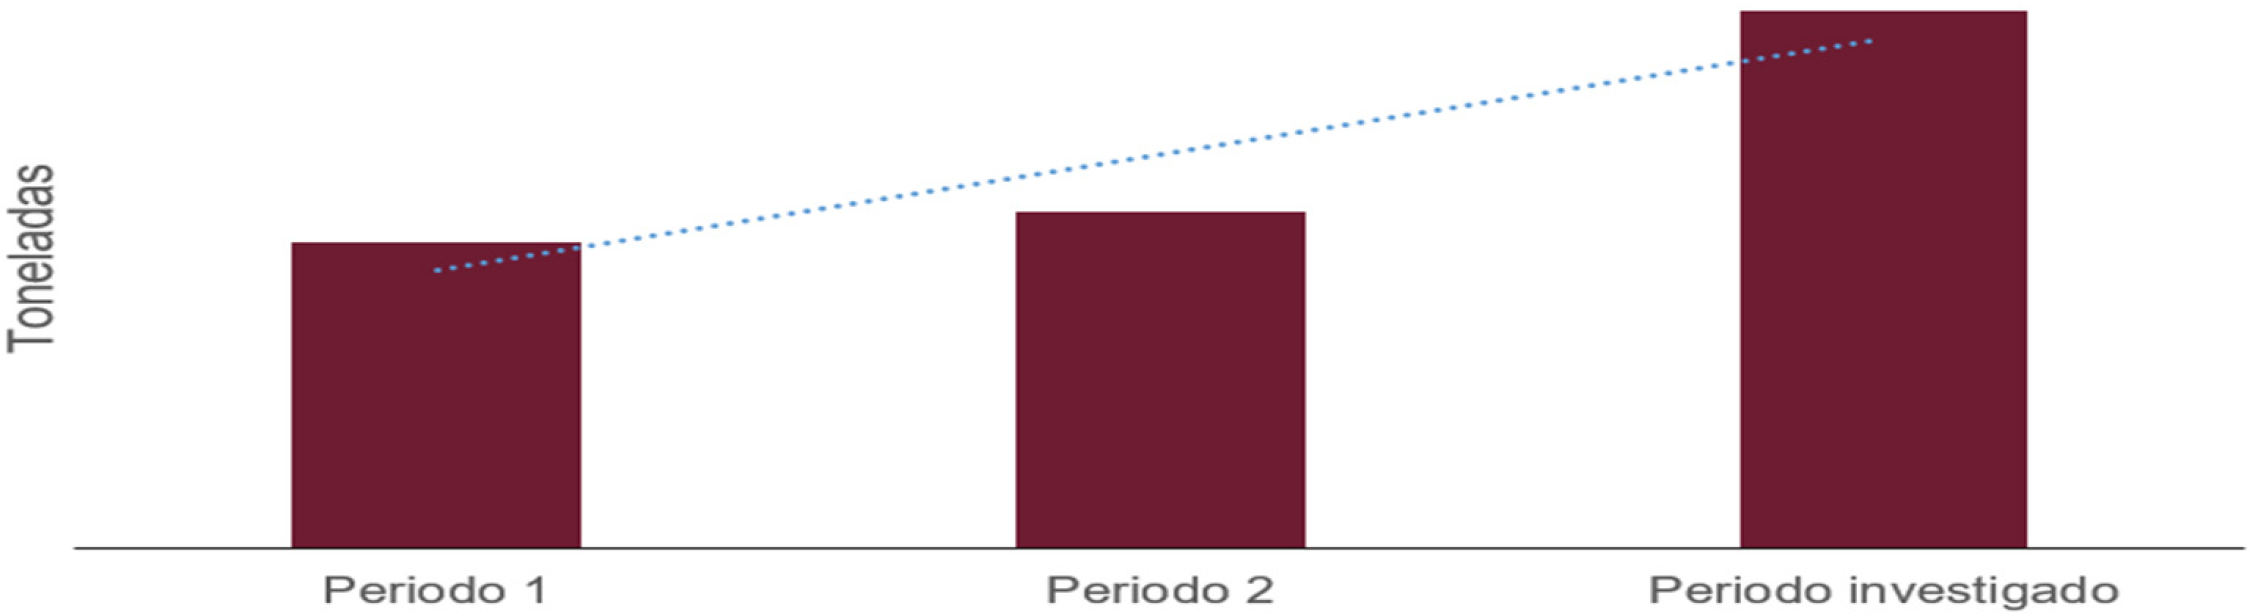 Toneladas
Periodo 1
Periodo 2
Periodo investigado